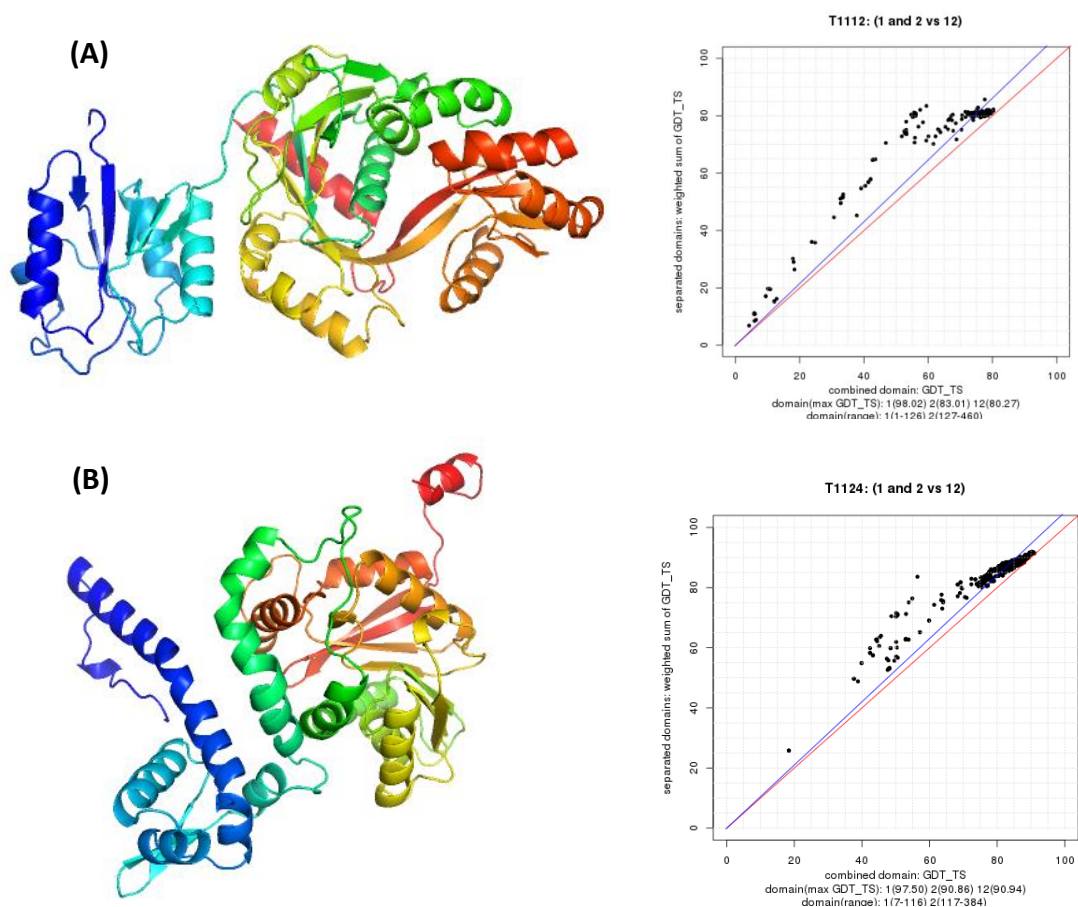 (A)
T1112: (1 and 2 vs 12)
separated domains: weighted sum of GDT_TS
100
80
60
40
20
0
0 20 40 60 80 100
combined domain: GDT_TS
domain(max GDT_TS): 1(98.02) 2(83.01) 12(80.27)
domain(range): 1(1-126) 2(127-460)
(B)
T1124: (1 and 2 vs 12)
separated domains: weighted sum of GDT_TS
100
80
60
40
20
0
0 20 40 60 80 100
combined domain: GDT_TS
domain(max GDT_TS): 1(97.50) 2(90.86) 12(90.94)
domain(range): 1(7-116) 2(117-384)